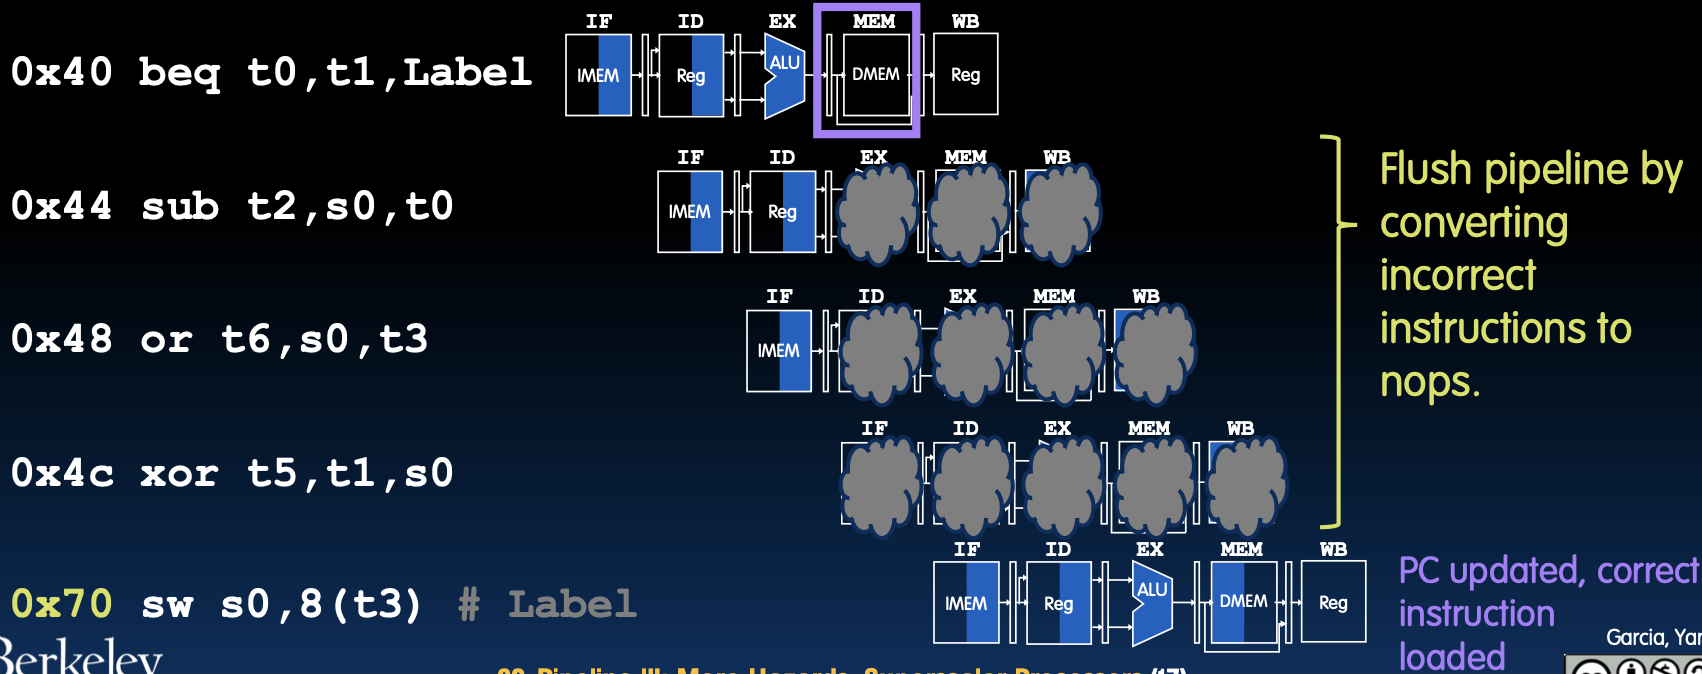 IF ID EX MEM WB
0x40 beq t0,t1,Label
IMEM Reg ALU DMEM Reg
IF ID EX MEM WB
0x44 sub t2,s0,t0
IMEM Reg
IF ID EX MEM WB
0x48 or t6,s0,t3
IMEM
IF ID EX MEM WB
0x4c xor t5,t1,s0
Flush pipeline by
converting
incorrect
instructions to
nops.
IF ID EX MEM WB
0x70 sw s0,8(t3) # Label
IMEM Reg ALU DMEM Reg
PC updated, correct
instruction
loaded
Berkeley
Garcia,